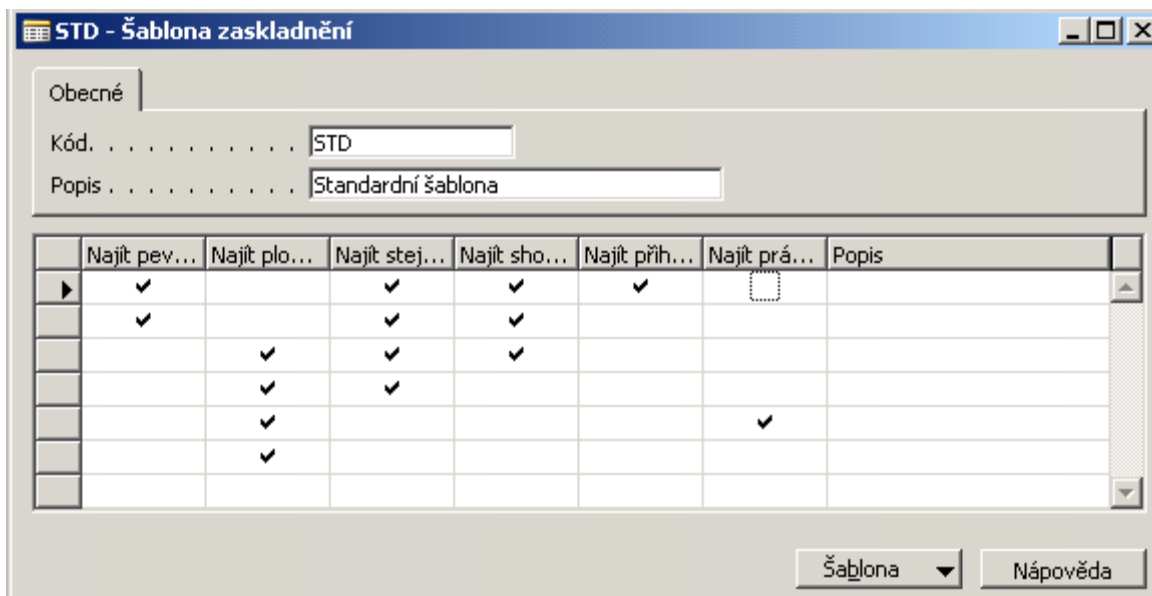 STD - Šablona zaskladnění
Obecné
Kód. . . . . . . . . . . . STD
Popis . . . . . . . . . . Standardní šablona
Najít pev... Najít plo... Najít stej... Najít sho... Najít přih... Najít prá... Popis
Šablona Nápověda